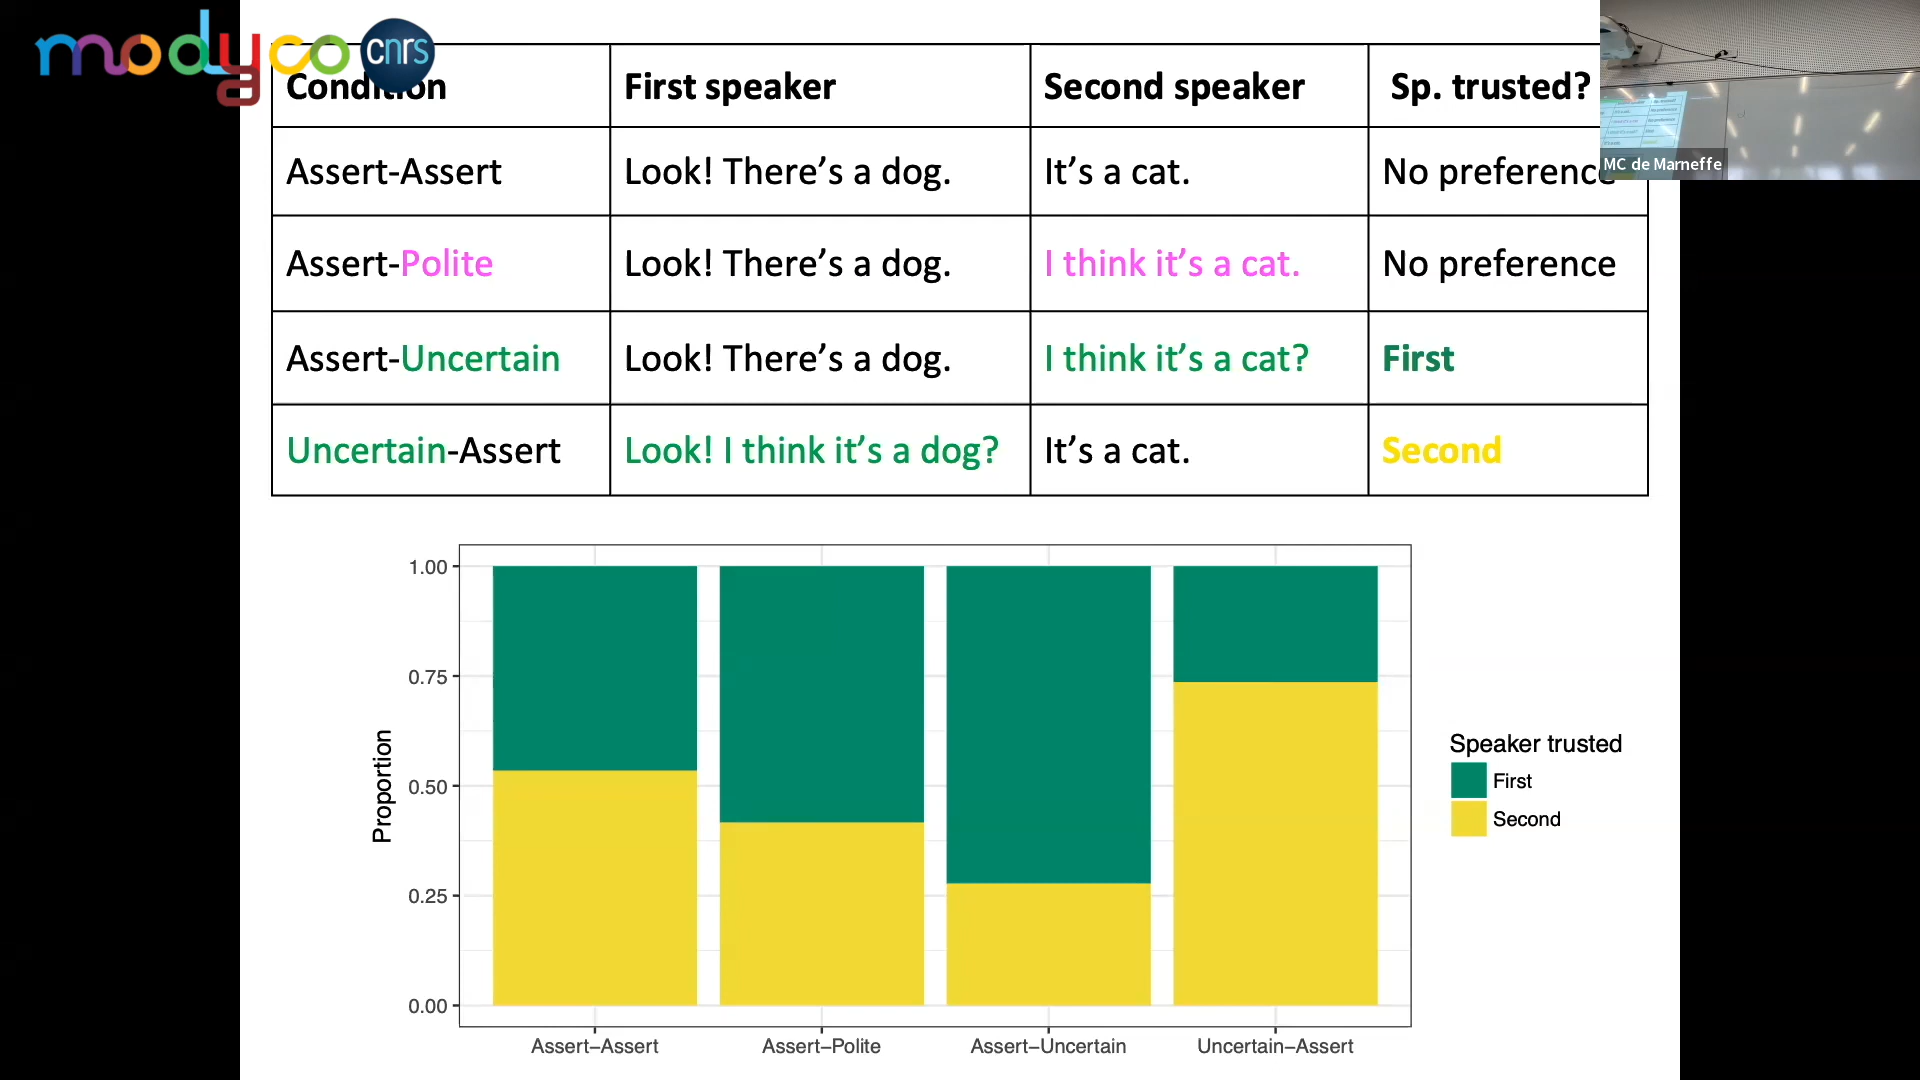 modyco cnrs
Condition First speaker Second speaker Sp. trusted?
Assert-Assert Look! There’s a dog. It’s a cat. No preference
Assert-Polite Look! There’s a dog. I think it’s a cat. No preference
Assert-Uncertain Look! There’s a dog. I think it’s a cat? First
Uncertain-Assert Look! I think it’s a dog? It’s a cat. Second
MC de Marneffe
1.00
0.75
0.50
0.25
0.00
Proportion
Assert–Assert Assert–Polite Assert–Uncertain Uncertain–Assert
Speaker trusted
First
Second